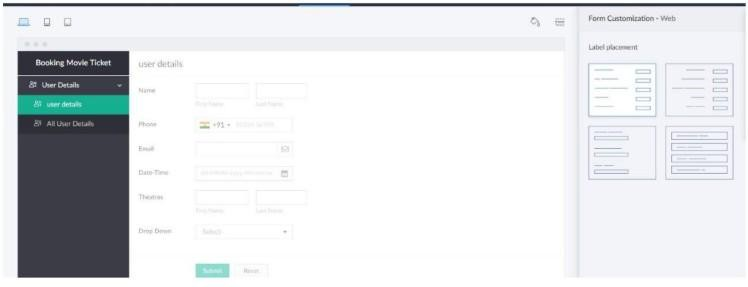 Form Customization - Web
Label placement
Booking Movie Ticket
User Details
user details
All User Details
user details
Name
First Name
Last Name
Phone
+91
Email
Date-Time
Theatres
First Name
Last Name
Drop Down
Select
Submit
Reset